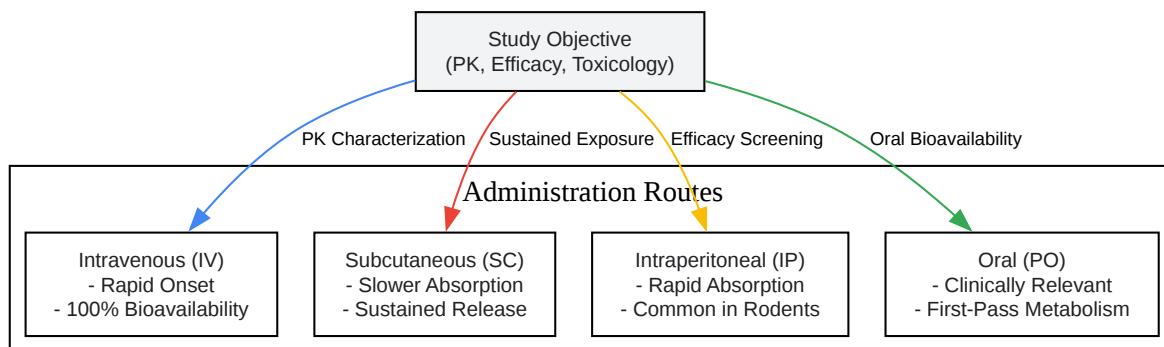 Study Objective
(PK, Efficacy, Toxicology)
PK Characterization
Sustained Exposure
Efficacy Screening
Oral Bioavailability
Administration Routes
Intravenous (IV)
- Rapid Onset
- 100% Bioavailability
Subcutaneous (SC)
- Slower Absorption
- Sustained Release
Intraperitoneal (IP)
- Rapid Absorption
- Common in Rodents
Oral (PO)
- Clinically Relevant
- First-Pass Metabolism